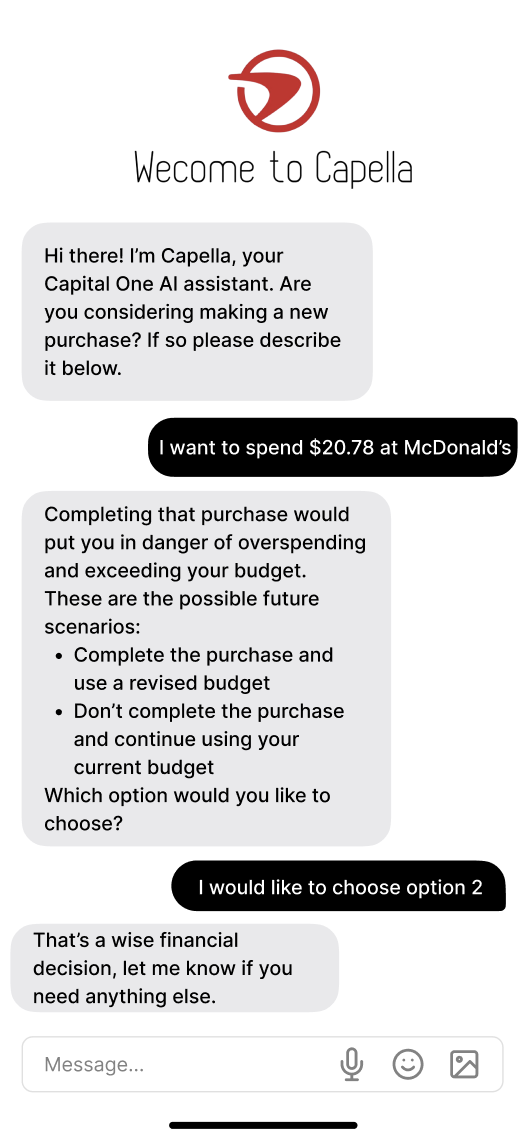 Wecome to Capella
Hi there! I’m Capella, your
Capital One AI assistant. Are
you considering making a new
purchase? If so please describe
it below.
I want to spend $20.78 at McDonald’s
Completing that purchase would
put you in danger of overspending
and exceeding your budget.
These are the possible future
scenarios:
• Complete the purchase and
use a revised budget
• Don’t complete the purchase
and continue using your
current budget
Which option would you like to
choose?
I would like to choose option 2
That’s a wise financial
decision, let me know if you
need anything else.
Message...